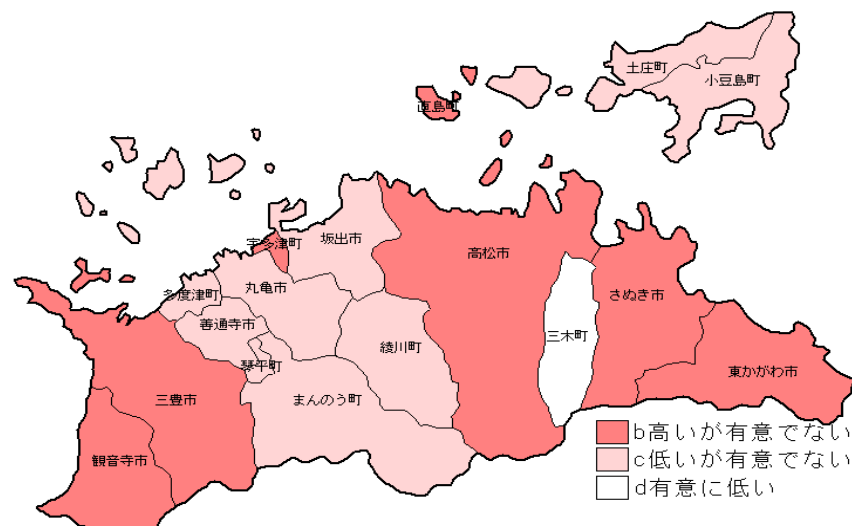 土庄町
小豆島町
直島町
宇多津町
坂出市
高松市
多度津町
丸亀市
さぬき市
善通寺市
三木町
綾川町
琴平町
東かがわ市
三豊市
まんのう町
観音寺市
b高いが有意でない
c低いが有意でない
d有意に低い